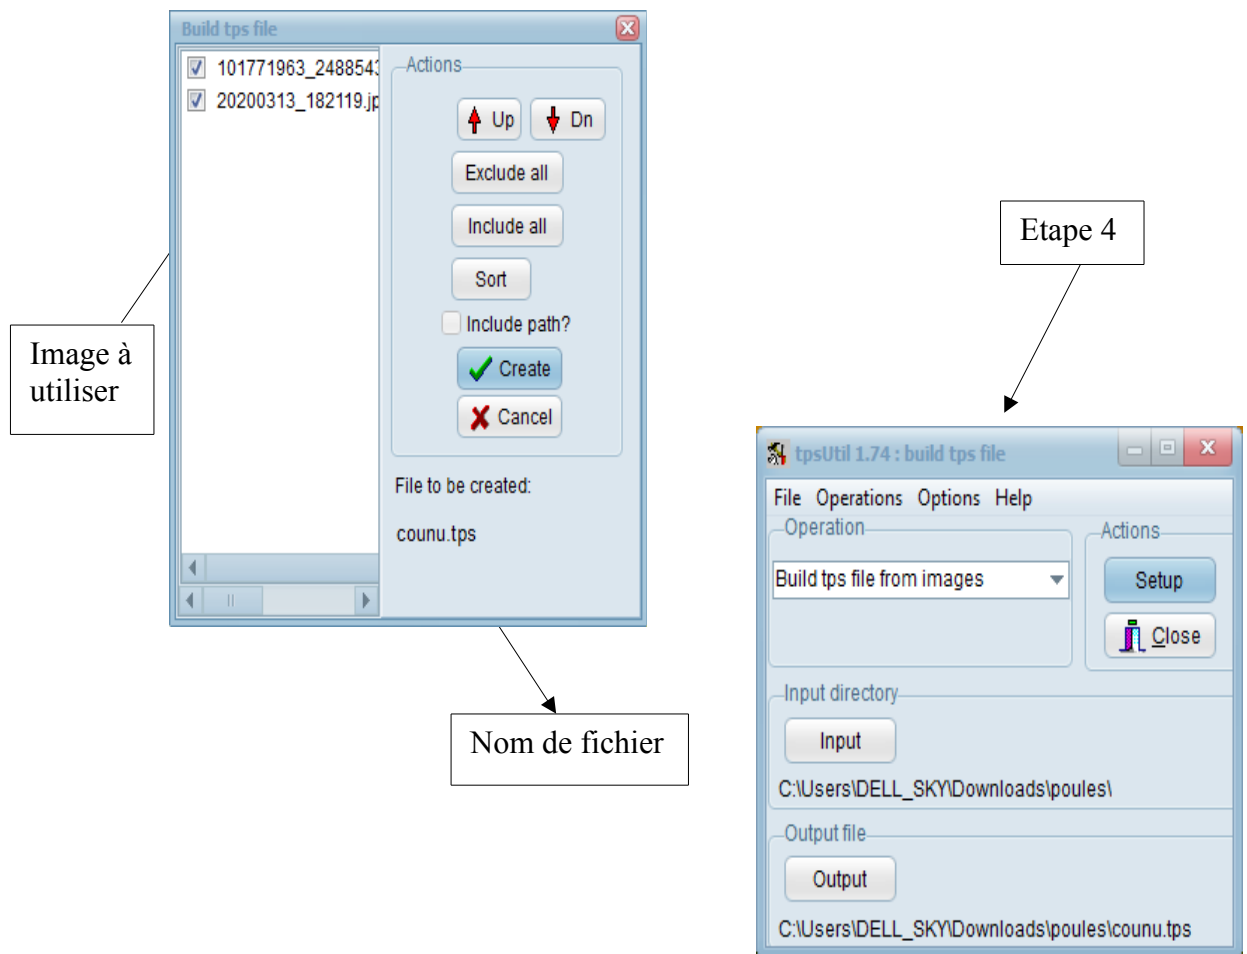 Build tps file
101771963_2488543
20200313_182119.jp
Actions
Up
Dn
Exclude all
Include all
Sort
Include path?
Create
Cancel
File to be created:
counu.tps
Image à
utiliser
Nom de fichier
Etape 4
tpsUtil 1.74 : build tps file
File Operations Options Help
Operation
Build tps file from images
Actions
Setup
Close
Input directory
Input
C:\Users\DELL_SKY\Downloads\poules\
Output file
Output
C:\Users\DELL_SKY\Downloads\poules\counu.tps